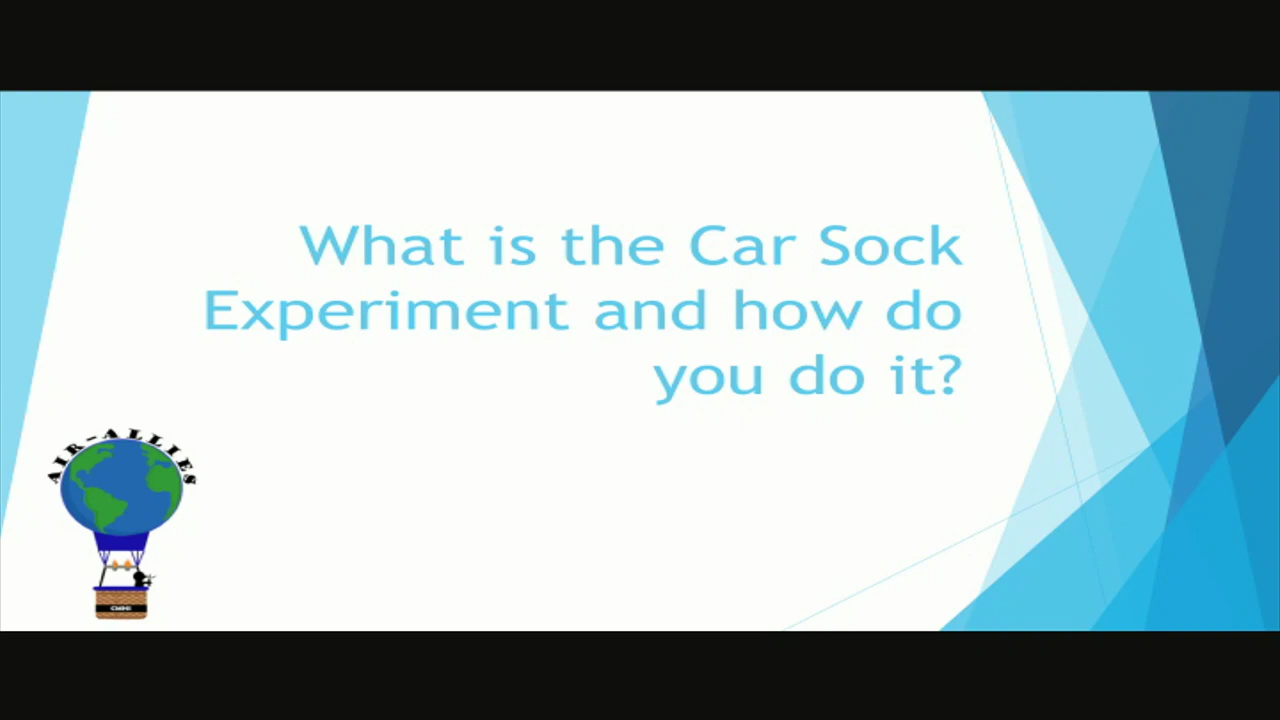 What is the Car Sock
Experiment and how do
you do it?
AIR-ALLIES